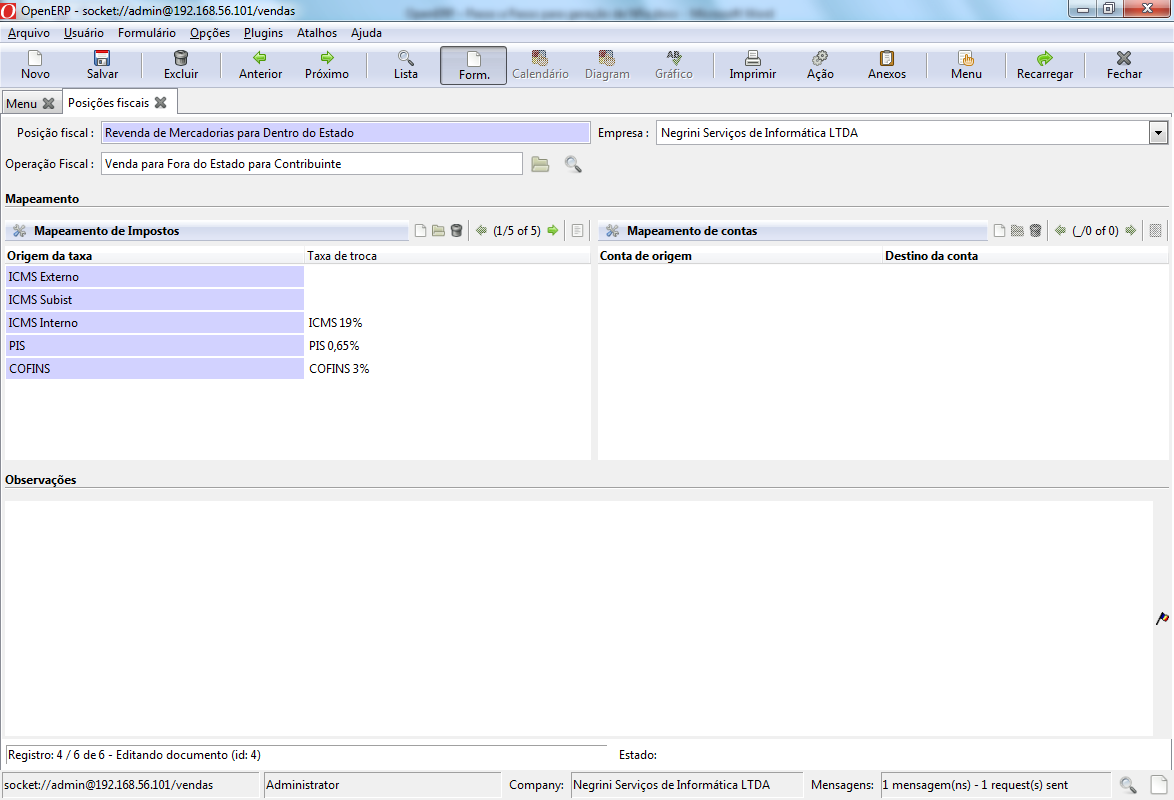 OpenERP - socket://admin@192.168.56.101/vendas
Arquivo Usuário Formulário Opções Plugins Atalhos Ajuda
Novo Salvar Excluir Anterior Próximo Lista Form. Calendário Diagram Gráfico Imprimir Ação Anexos Menu Recarregar Fechar
Menu Posições fiscais
Posição fiscal : Revenda de Mercadorias para Dentro do Estado Empresa : Negrini Serviços de Informática LTDA
Operação Fiscal : Venda para Fora do Estado para Contribuinte
Mapeamento
Mapeamento de Impostos (1/5 of 5) Mapeamento de contas (_/0 of 0)
Origem da taxa Taxa de troca Conta de origem Destino da conta
ICMS Externo
ICMS Subist
ICMS Interno ICMS 19%
PIS PIS 0,65%
COFINS COFINS 3%
Observações
Registro: 4 / 6 de 6 - Editando documento (id: 4) Estado:
socket://admin@192.168.56.101/vendas Administrator Company: Negrini Serviços de Informática LTDA Mensagens: 1 mensagem(ns) - 1 request(s) sent